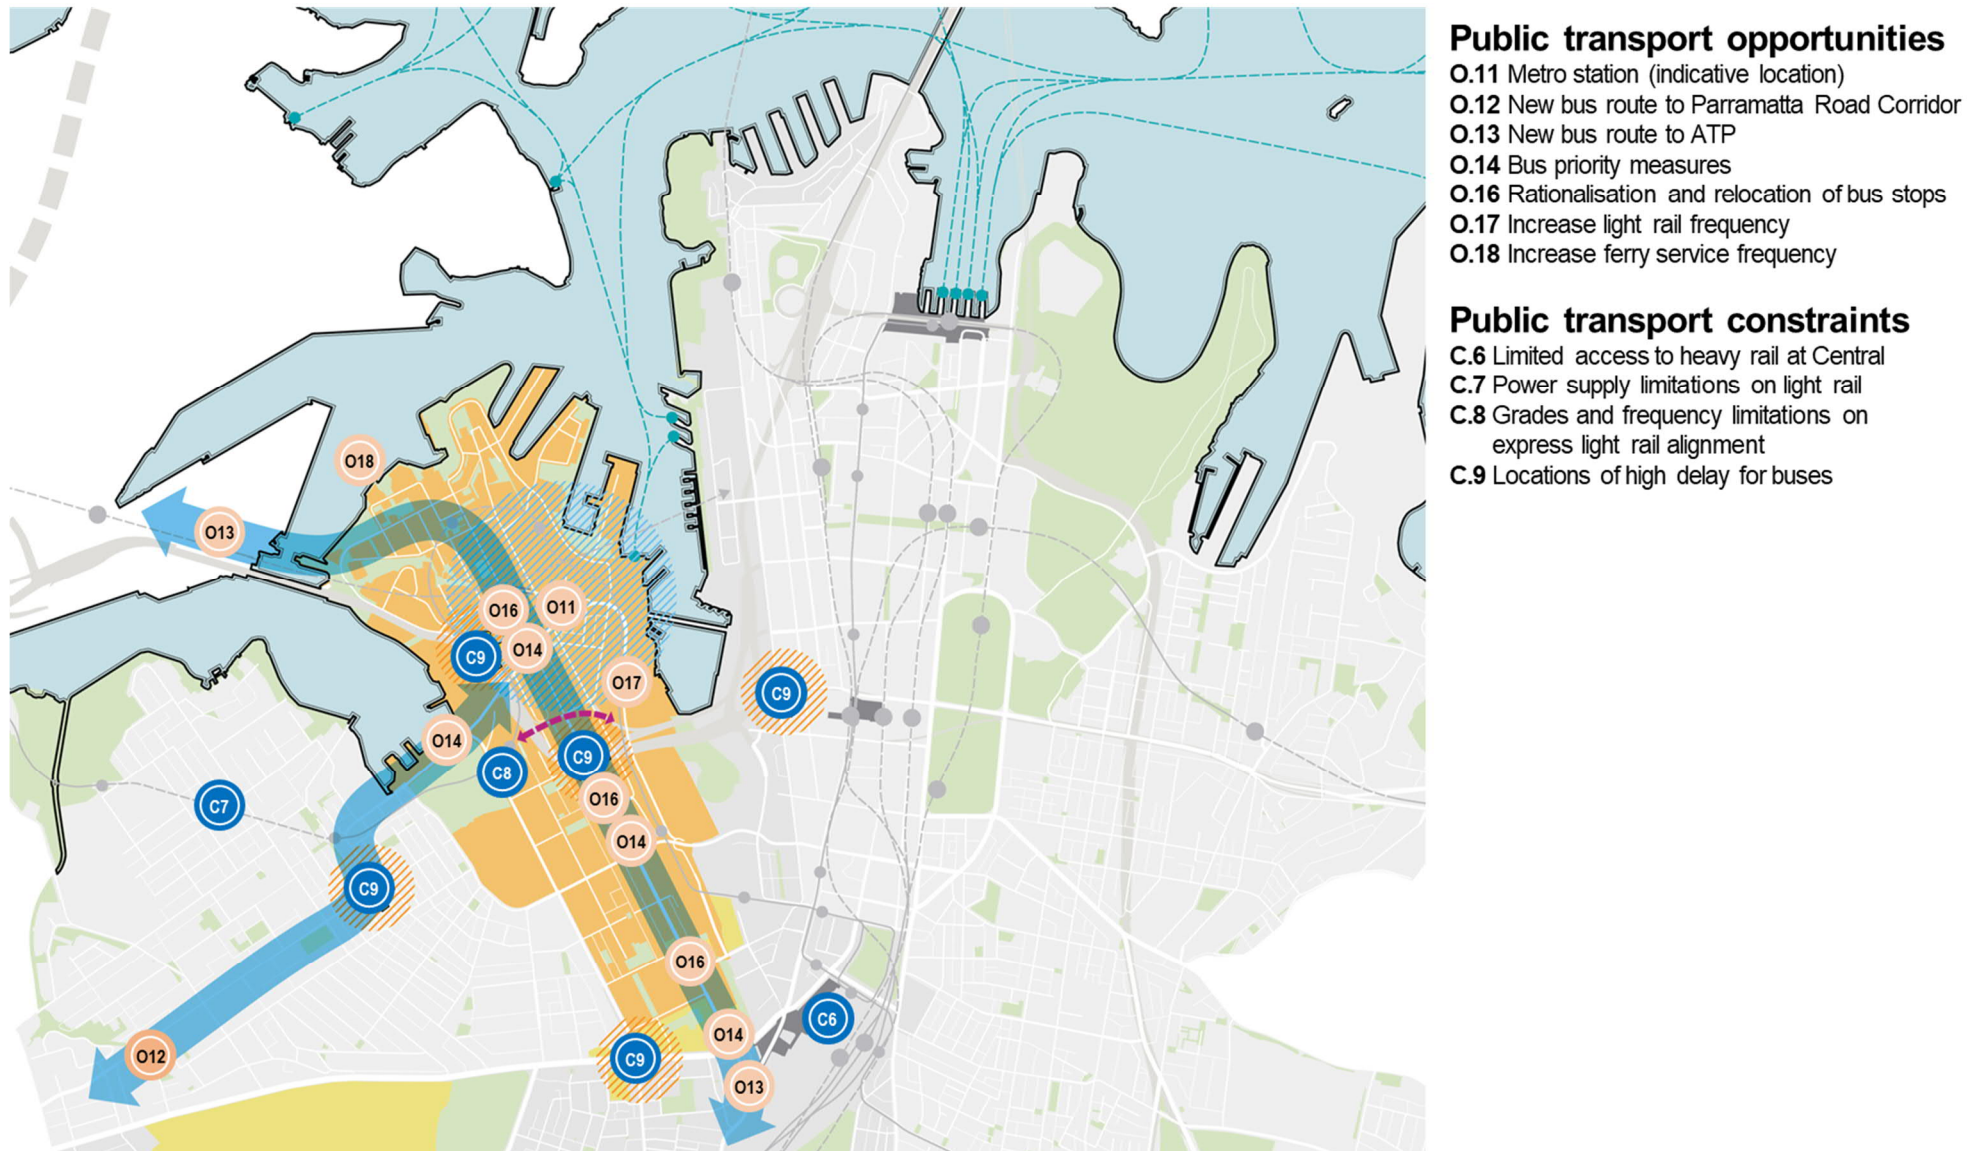 Public transport opportunities
O.11 Metro station (indicative location)
O.12 New bus route to Parramatta Road Corridor
O.13 New bus route to ATP
O.14 Bus priority measures
O.16 Rationalisation and relocation of bus stops
O.17 Increase light rail frequency
O.18 Increase ferry service frequency
Public transport constraints
C.6 Limited access to heavy rail at Central
C.7 Power supply limitations on light rail
C.8 Grades and frequency limitations on
express light rail alignment
C.9 Locations of high delay for buses
O18
O13
O16
O11
O14
C9
O17
C9
O14
C9
C8
O16
C7
O14
C9
O16
C6
O14
O12
C9
O13